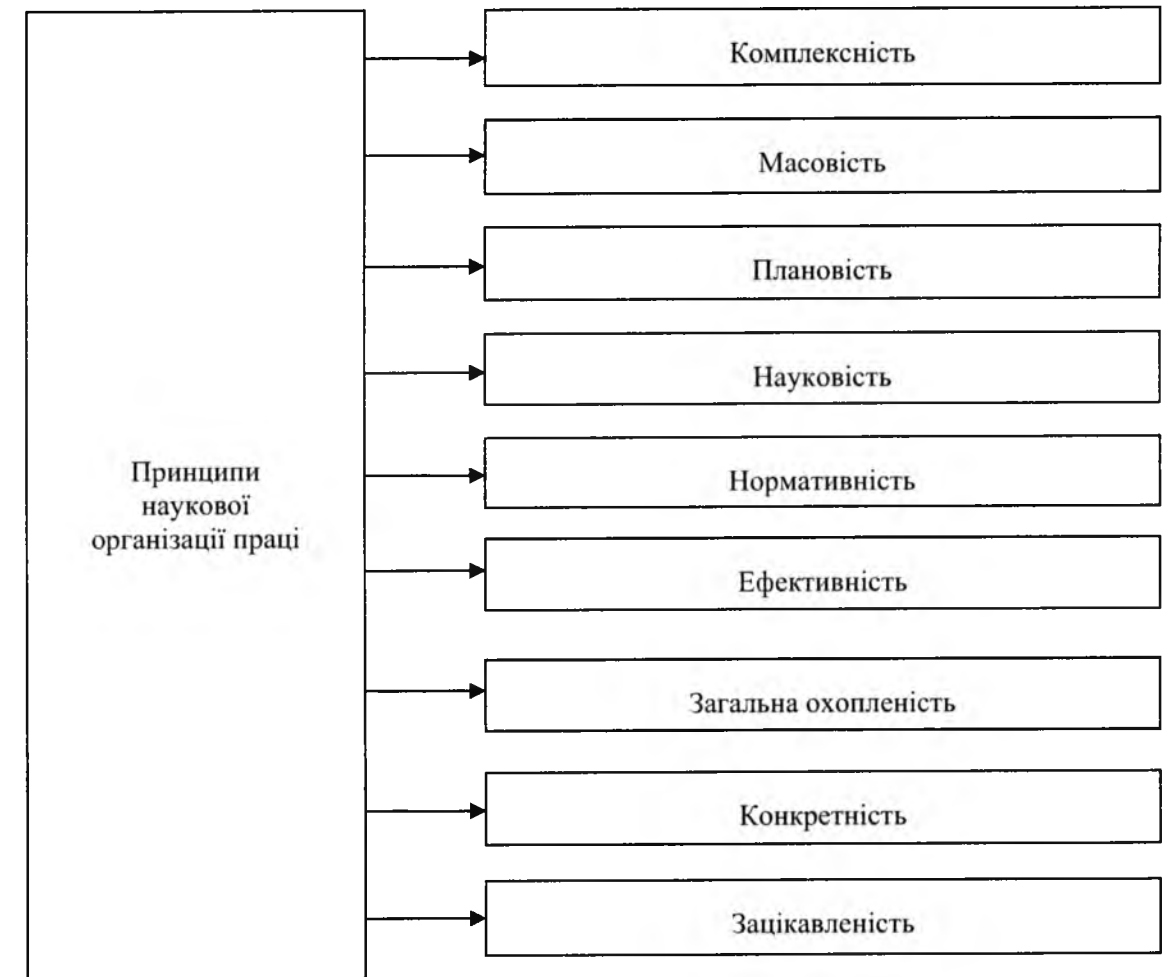 Принципи
наукової
організації праці
Комплексність
Масовість
Плановість
Науковість
Нормативність
Ефективність
Загальна охопленість
Конкретність
Зацікавленість